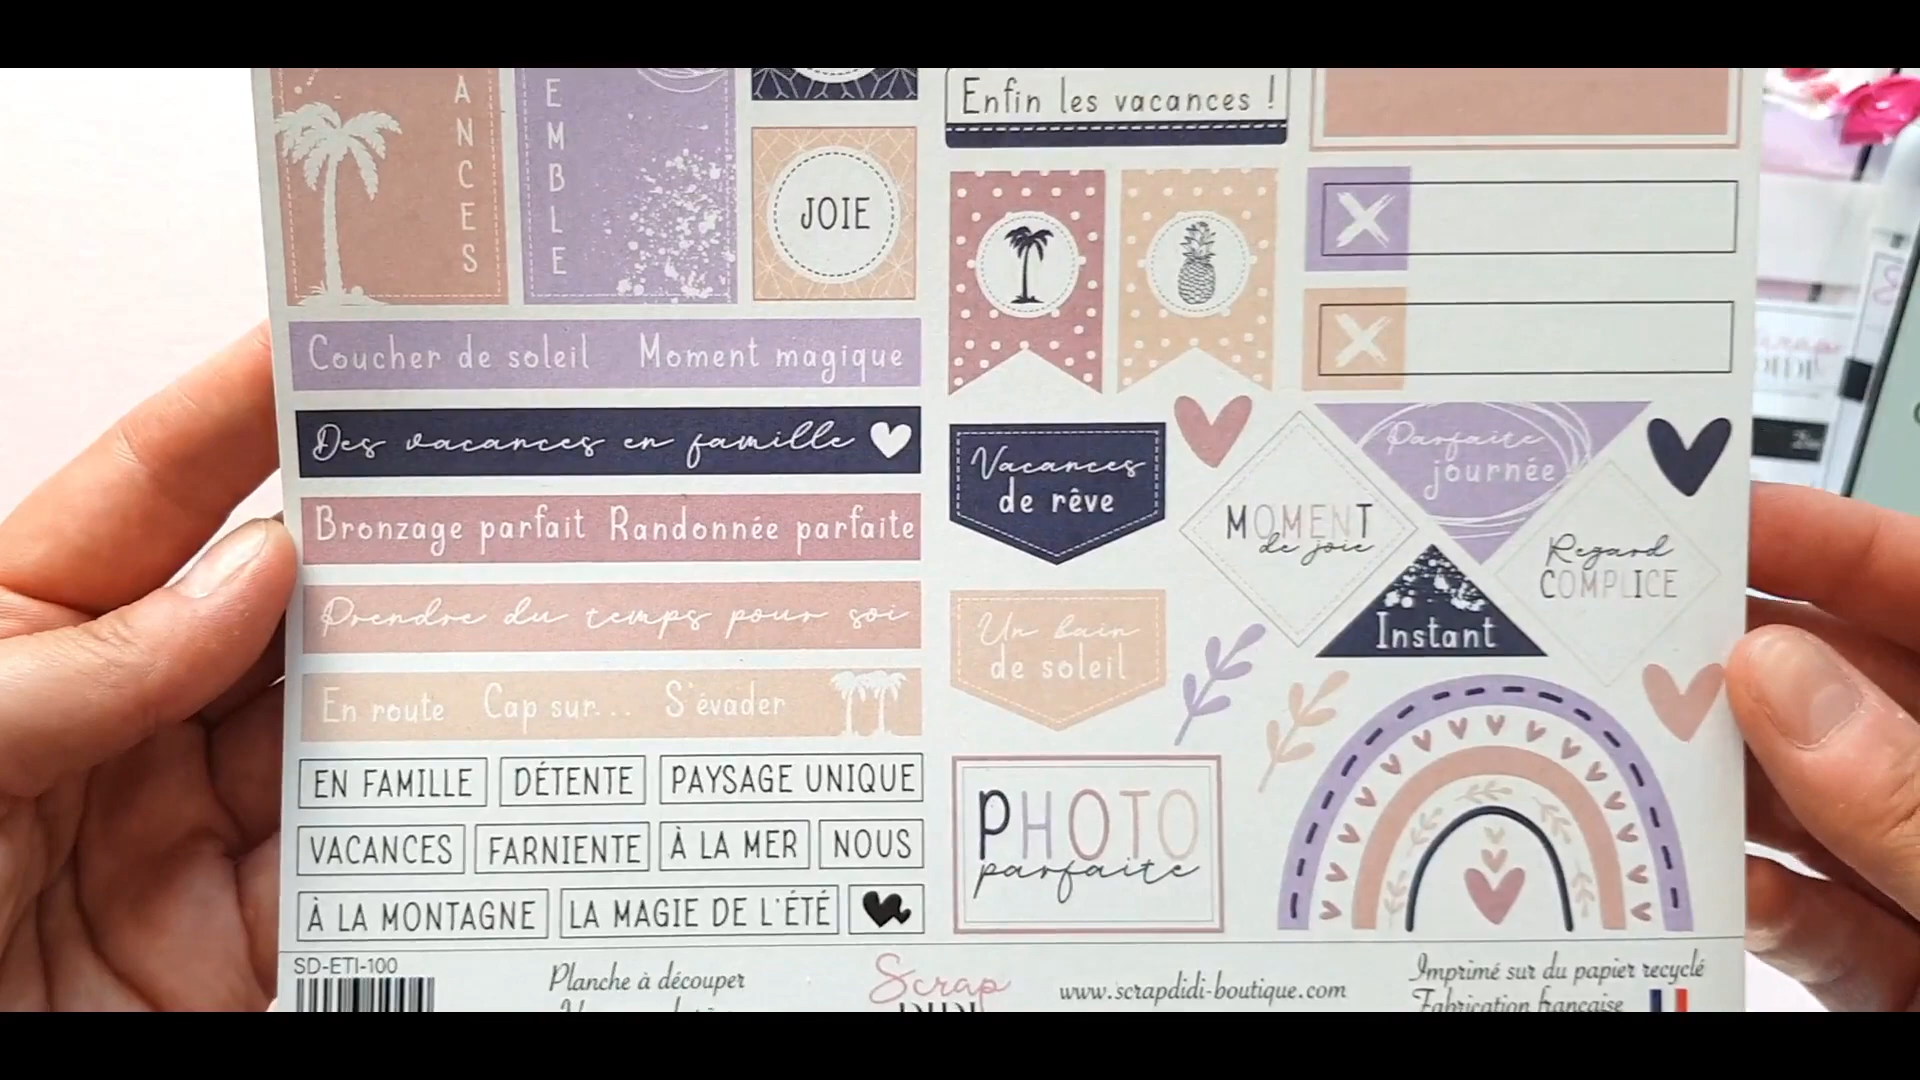 ANCES
EMBLE
JOIE
Enfin les vacances !
Coucher de soleil Moment magique
Des vacances en famille
Bronzage parfait Randonnée parfaite
Prendre du temps pour soi
En route Cap sur... S'évader
EN FAMILLE DÉTENTE PAYSAGE UNIQUE
VACANCES FARNIENTE À LA MER NOUS
À LA MONTAGNE LA MAGIE DE L'ÉTÉ
Vacances
de rêve
Un bain
de soleil
MOMENT
de joie
Parfaite
journée
Regard
COMPLICE
Instant
PHOTO
parfaite
SD-ETI-100
Planche à découper
Scrap
DIDI
www.scrapdidi-boutique.com
Imprimé sur du papier recyclé
Fabrication française